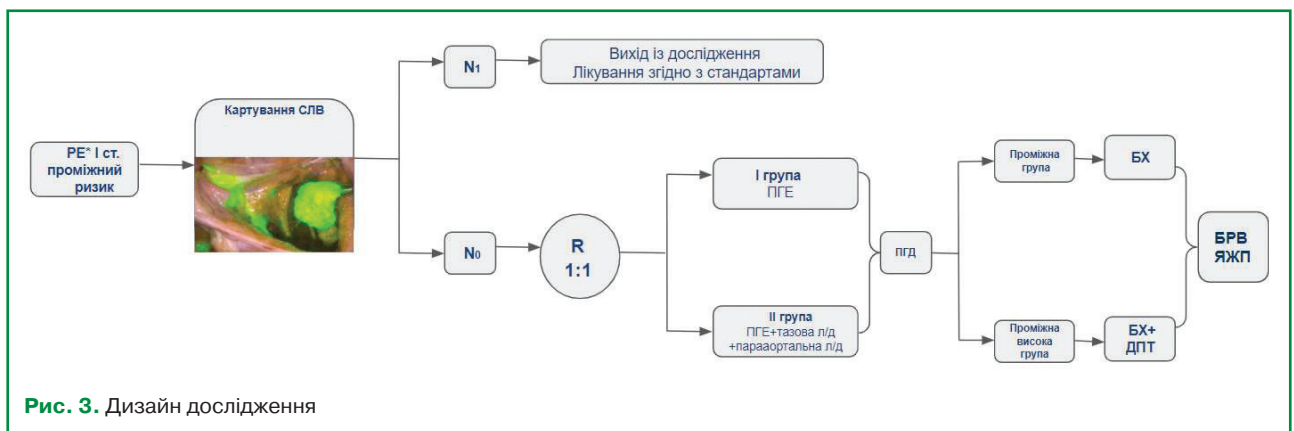 РЕ* I ст.
проміжний
ризик
Картування СЛВ
N1
Вихід із дослідження
Лікування згідно з стандартами
N0
R
1:1
I група
ПГЕ
II група
ПГЕ+тазова л/д
+парааортальна л/д
ПГД
Проміжна
група
БХ
Проміжна
висока
група
БХ+
ДПТ
БРВ
ЯЖП
Рис. 3. Дизайн дослідження